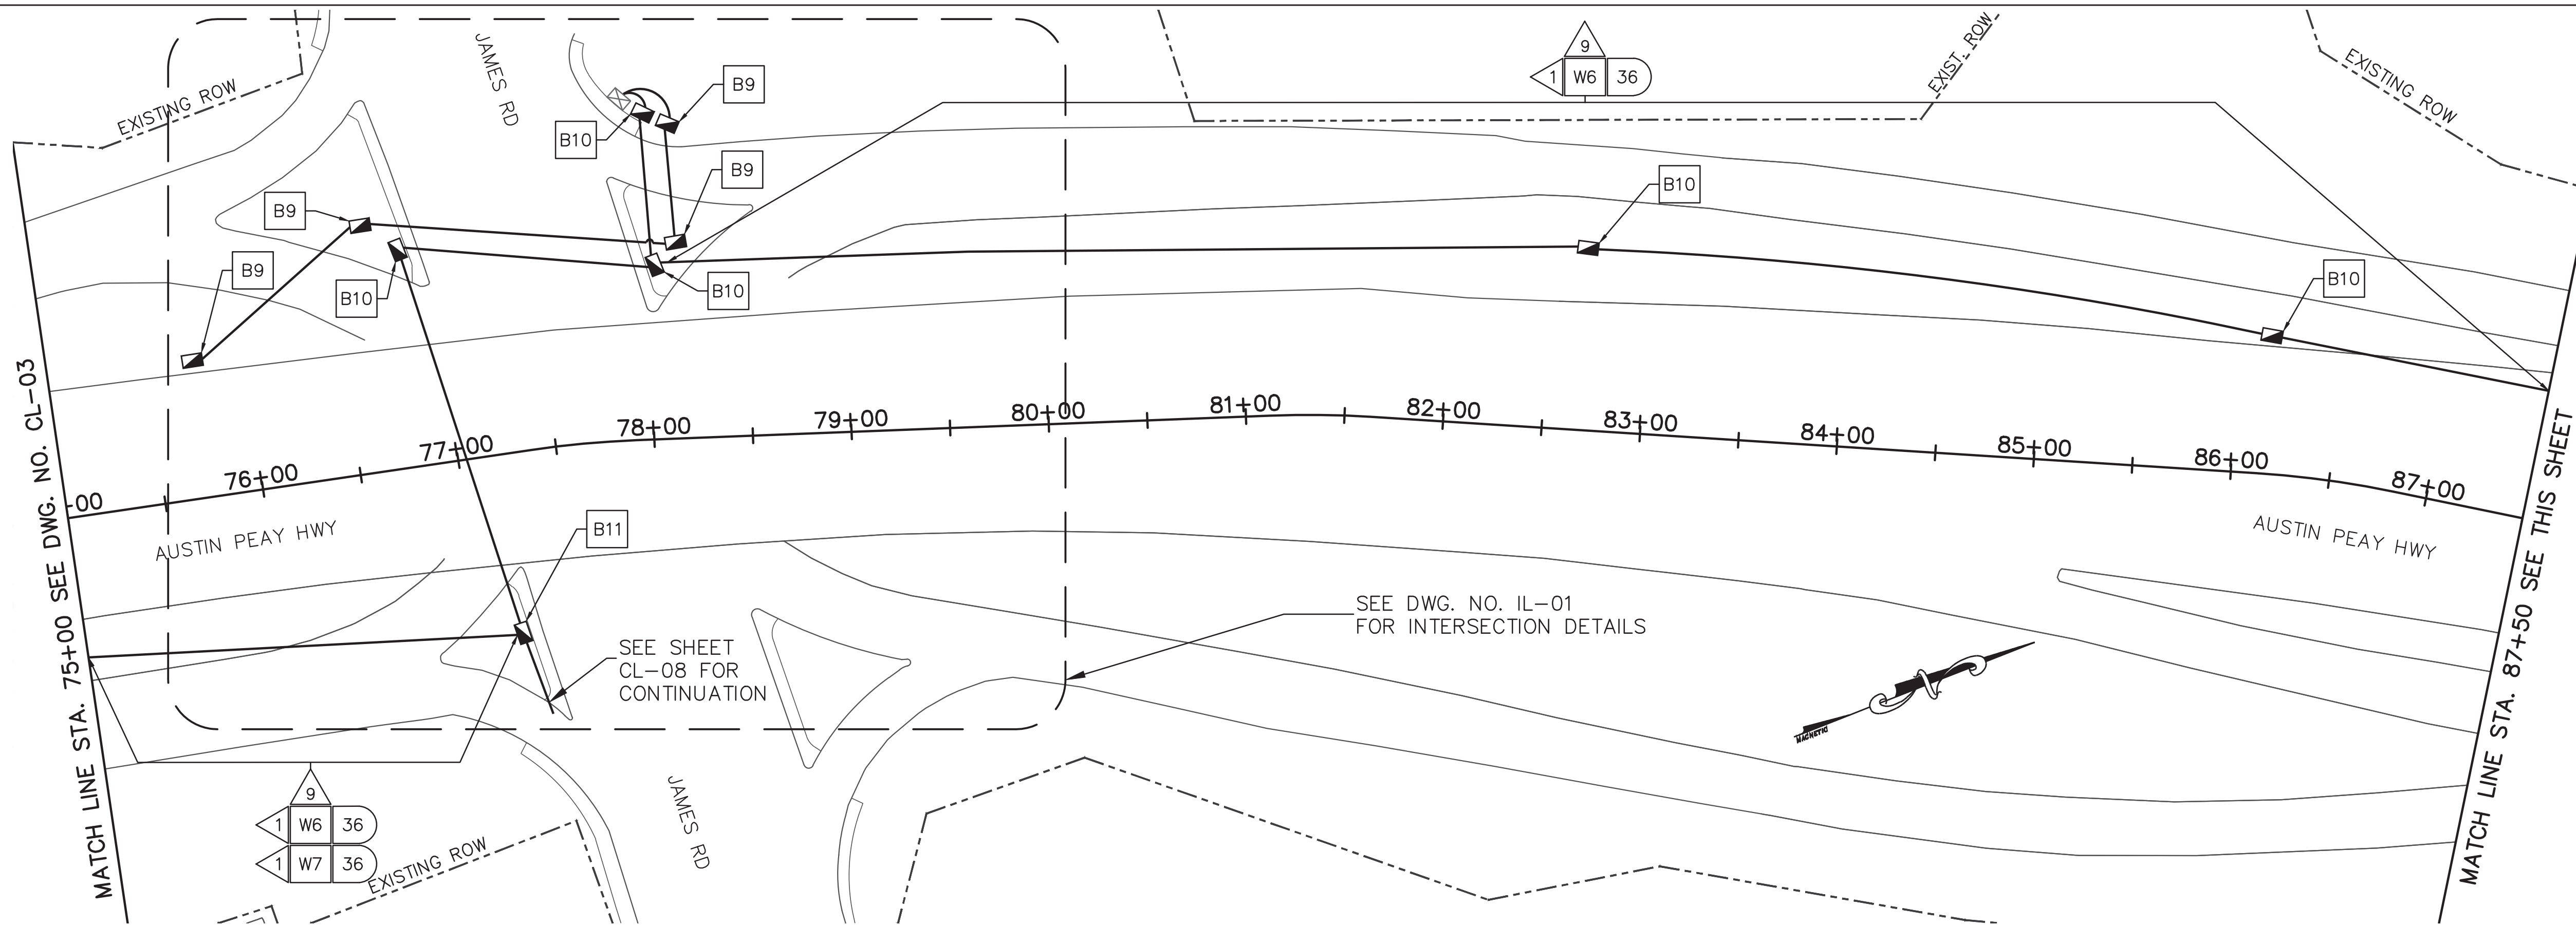 EXISTING ROW
JAMES RD
B9
B10
B9
B9
B9
B10
B10
9
1 W6 36
EXIST. ROW
EXISTING ROW
B10
B10
MATCH LINE STA. 75+00 SEE DWG. NO. CL-03
-00
76+00
77+00
78+00
79+00
80+00
81+00
82+00
83+00
84+00
85+00
86+00
87+00
AUSTIN PEAY HWY
AUSTIN PEAY HWY
B11
SEE SHEET
CL-08 FOR
CONTINUATION
SEE DWG. NO. IL-01
FOR INTERSECTION DETAILS
MAGNETIC
N
9
1 W6 36
1 W7 36
EXISTING ROW
JAMES RD
MATCH LINE STA. 87+50 SEE THIS SHEET